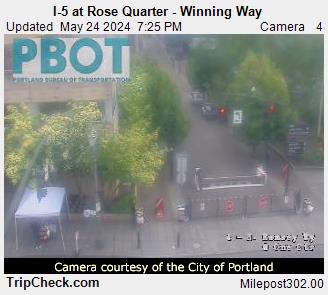 I-5 at Rose Quarter - Winning Way
Updated May 24 2024 7:25 PM Camera 4
PBOT
PORTLAND BUREAU OF TRANSPORTATION
Camera courtesy of the City of Portland
TripCheck.com Milepost302.00